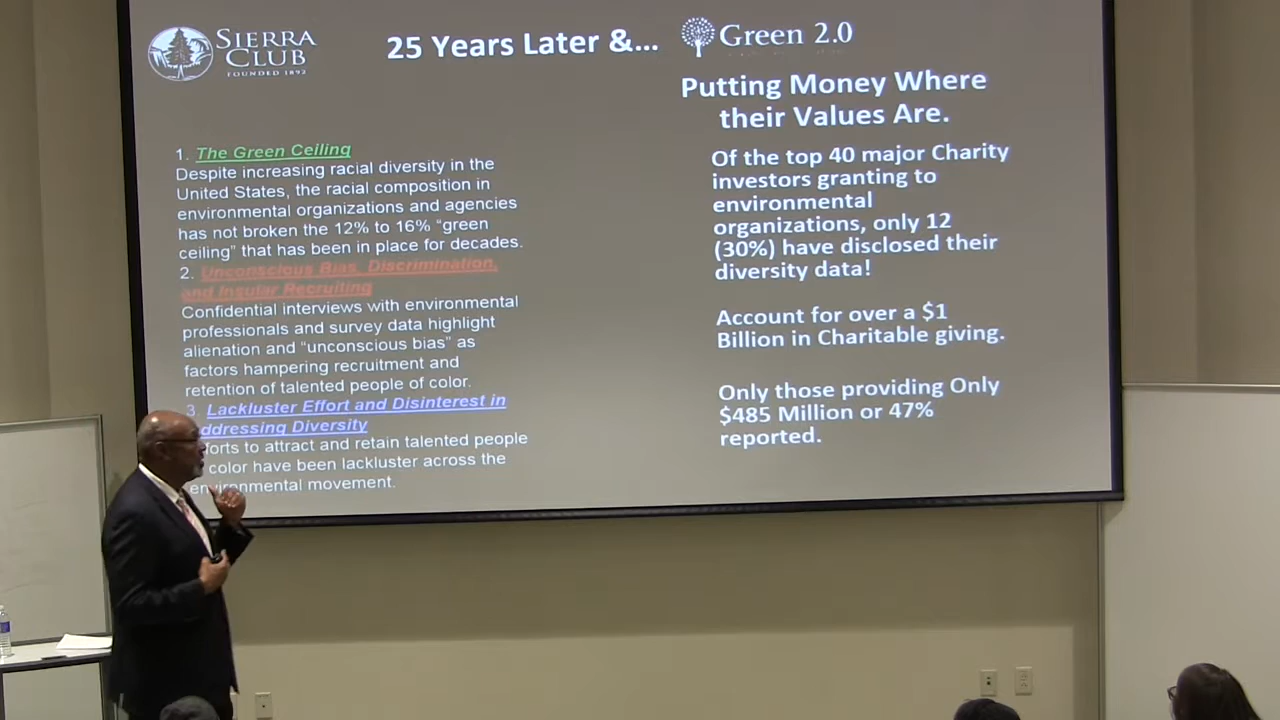 SIERRA
CLUB
FOUNDED 1892
25 Years Later &...
Green 2.0
1. The Green Ceiling
Despite increasing racial diversity in the
United States, the racial composition in
environmental organizations and agencies
has not broken the 12% to 16% “green
ceiling” that has been in place for decades.
2. Unconscious Bias, Discrimination,
and Insular Recruiting
Confidential interviews with environmental
professionals and survey data highlight
alienation and “unconscious bias” as
factors hampering recruitment and
retention of talented people of color.
3. Lackluster Effort and Disinterest in
ddressing Diversity
forts to attract and retain talented people
color have been lackluster across the
environmental movement.
Putting Money Where
their Values Are.
Of the top 40 major Charity
investors granting to
environmental
organizations, only 12
(30%) have disclosed their
diversity data!
Account for over a $1
Billion in Charitable giving.
Only those providing Only
$485 Million or 47%
reported.